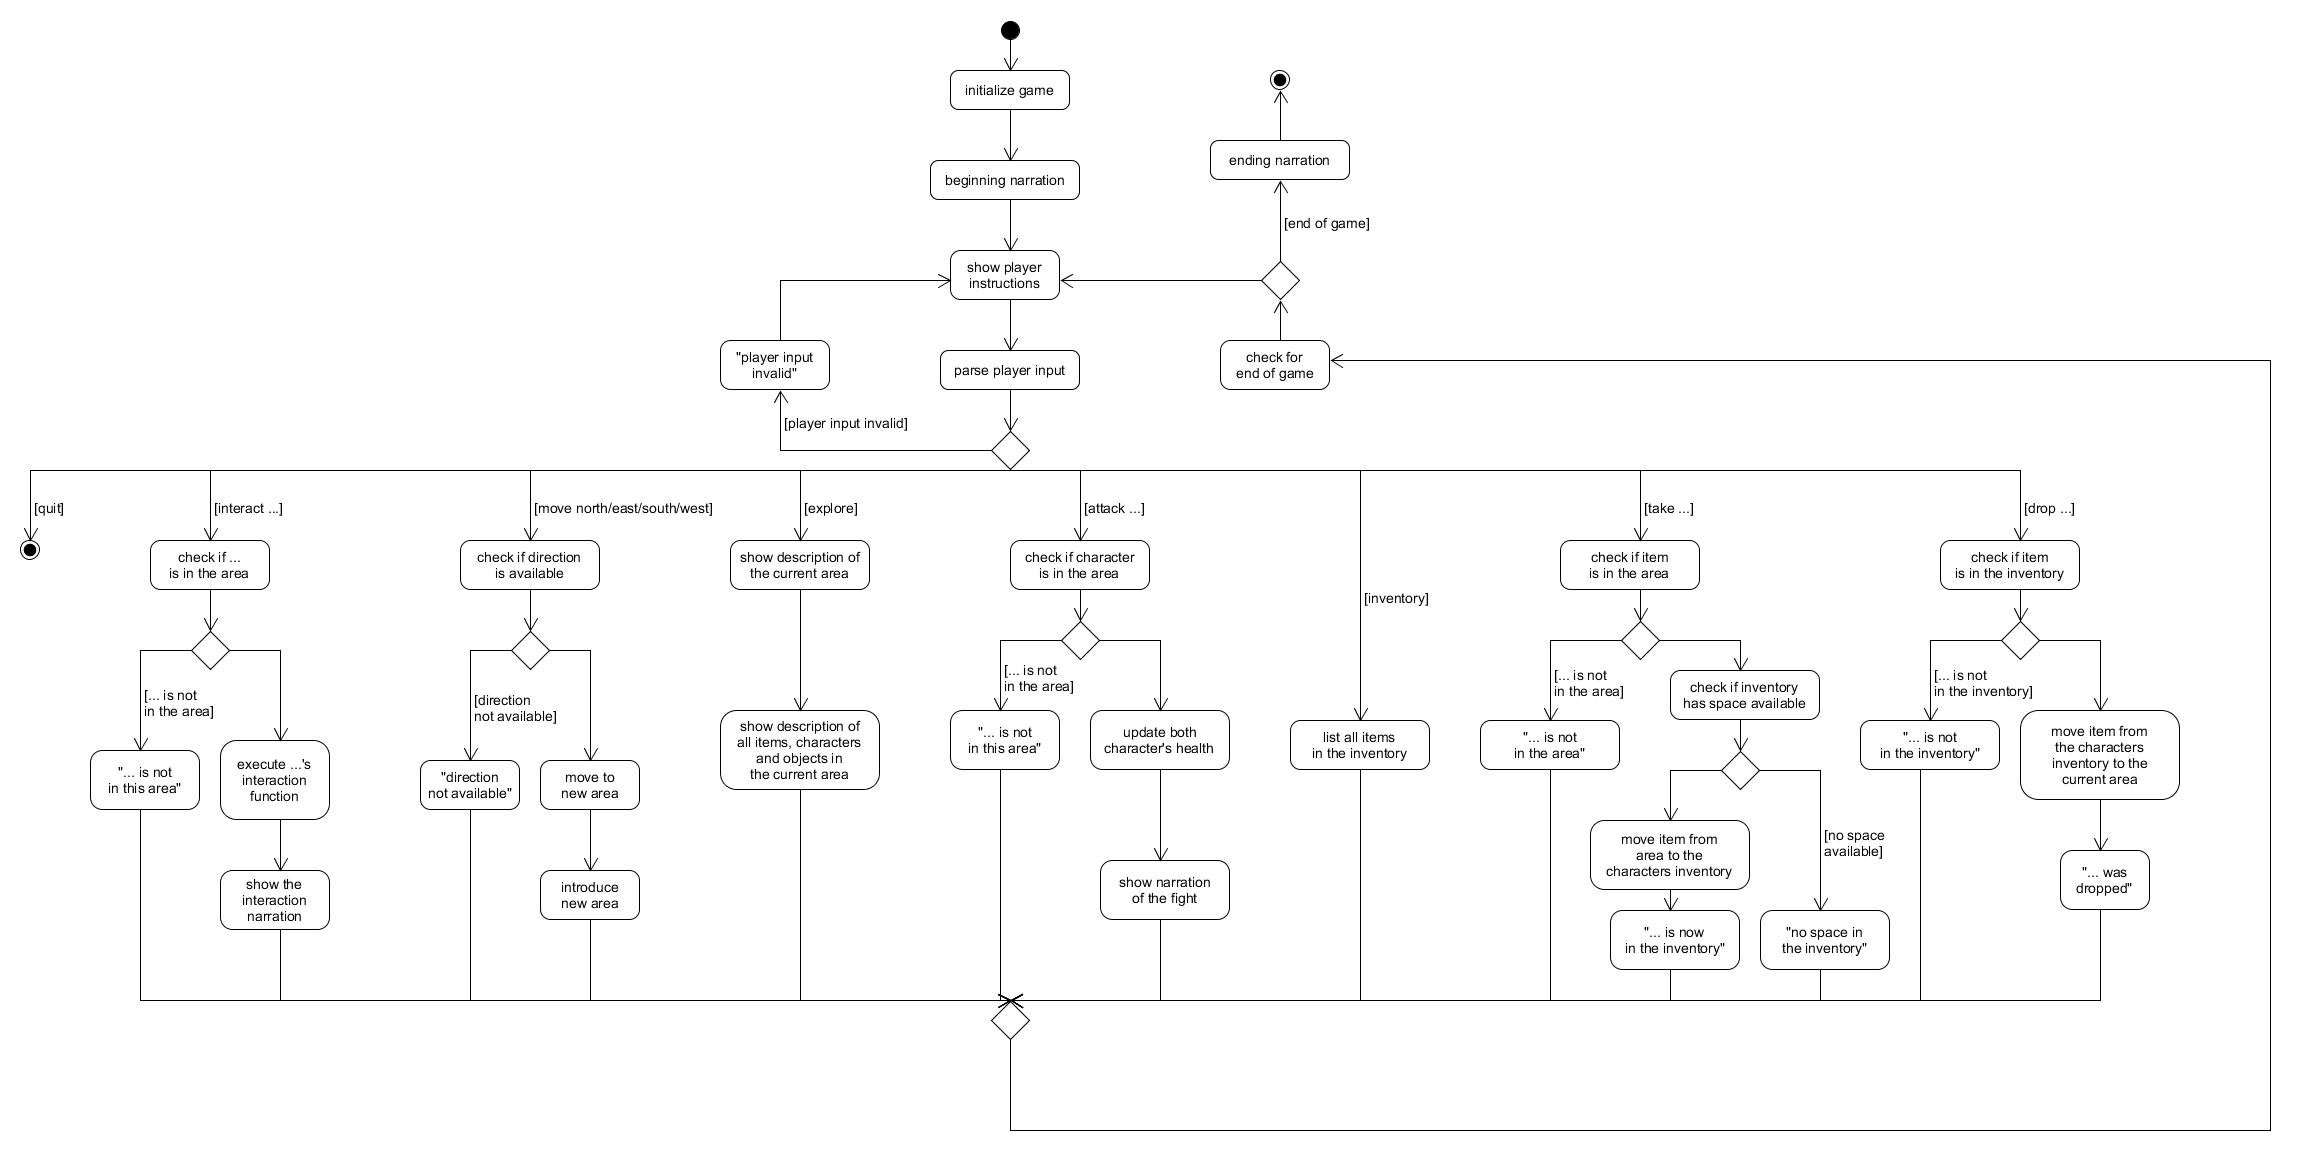 initialize game
beginning narration
ending narration
[end of game]
show player
instructions
"player input
invalid"
parse player input
check for
end of game
[player input invalid]
[quit]
[interact ...]
[move north/east/south/west]
[explore]
[attack ...]
[inventory]
[take ...]
[drop ...]
check if ...
is in the area
[... is not
in the area]
"... is not
in this area"
execute ...'s
interaction
function
show the
interaction
narration
check if direction
is available
[direction
not available]
"direction
not available"
move to
new area
introduce
new area
show description of
the current area
show description of
all items, characters
and objects in
the current area
check if character
is in the area
[... is not
in the area]
"... is not
in this area"
update both
character's health
show narration
of the fight
list all items
in the inventory
check if item
is in the area
[... is not
in the area]
"... is not
in the area"
check if inventory
has space available
move item from
area to the
characters inventory
"... is now
in the inventory"
[no space
available]
"no space in
the inventory"
check if item
is in the inventory
[... is not
in the inventory]
"... is not
in the inventory"
move item from
the characters
inventory to the
current area
"... was
dropped"